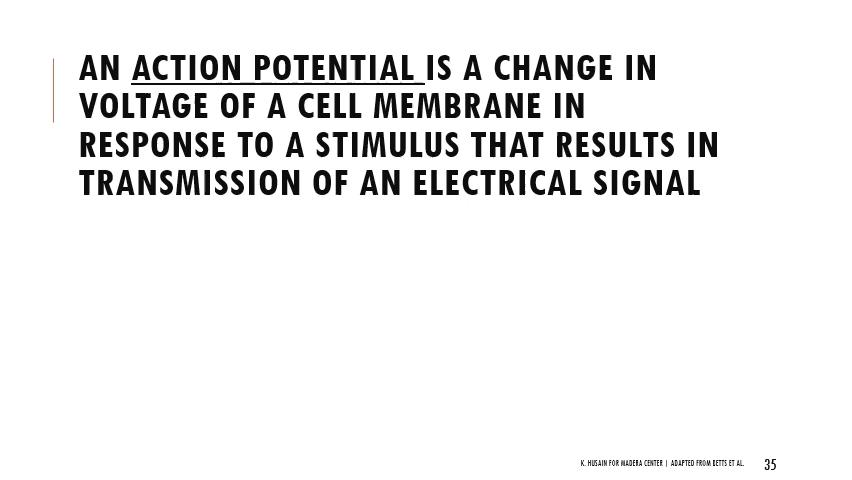 AN ACTION POTENTIAL IS A CHANGE IN
VOLTAGE OF A CELL MEMBRANE IN
RESPONSE TO A STIMULUS THAT RESULTS IN
TRANSMISSION OF AN ELECTRICAL SIGNAL
K. HUSAIN FOR MADERA CENTER | ADAPTED FROM BETTS ET AL. 35